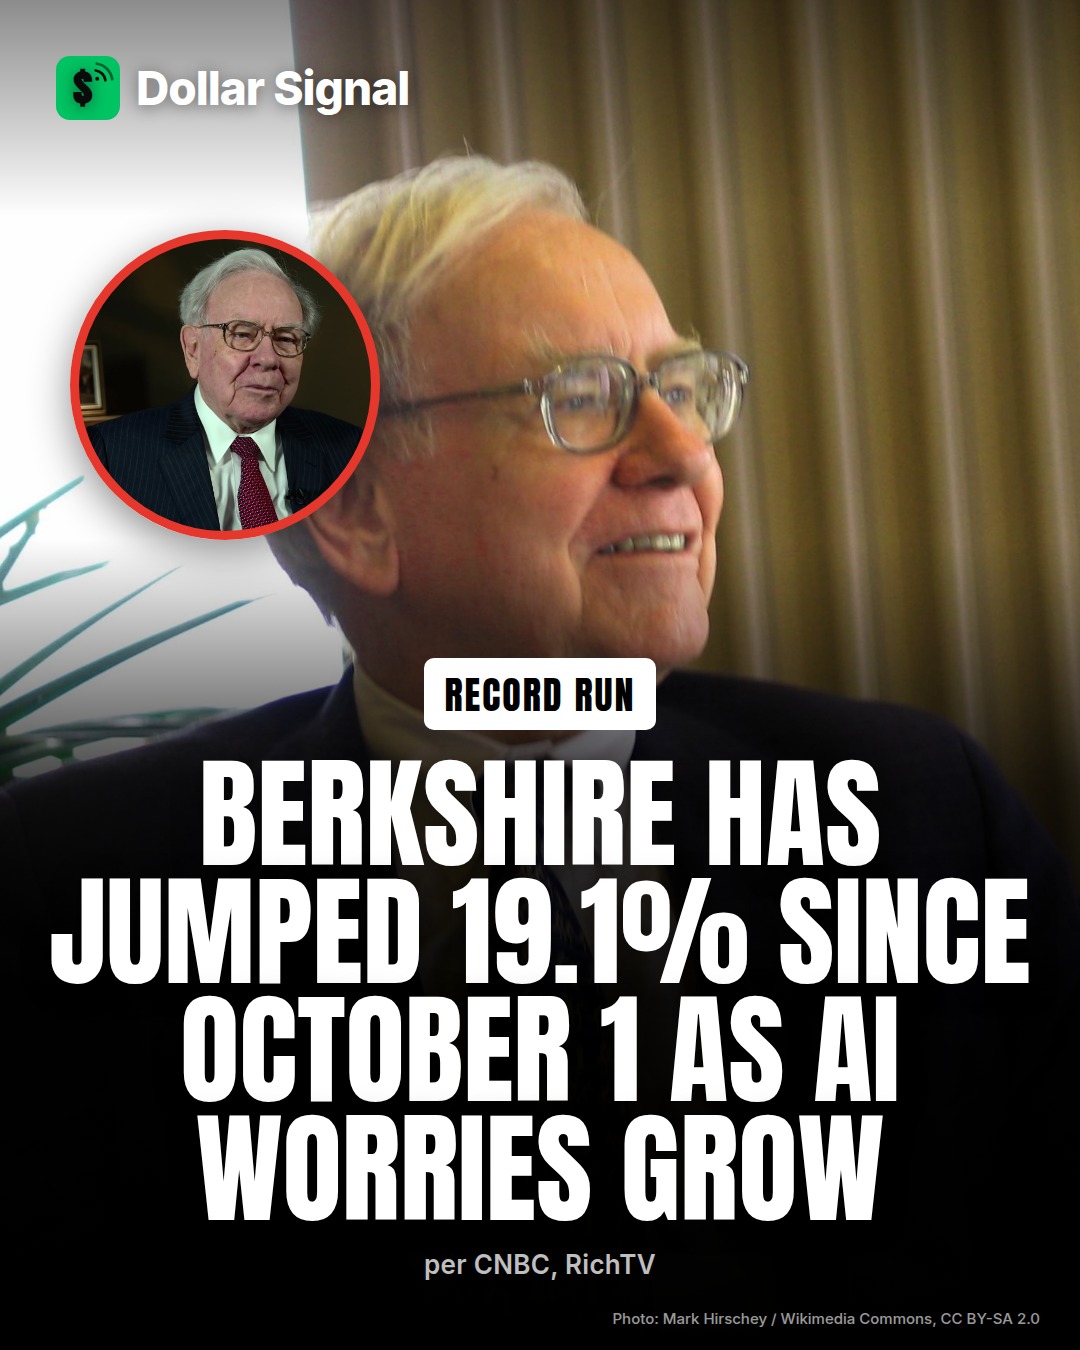 Dollar Signal
RECORD RUN
BERKSHIRE HAS
JUMPED 19.1% SINCE
OCTOBER 1 AS AI
WORRIES GROW
per CNBC, RichTV
Photo: Mark Hirschey / Wikimedia Commons, CC BY-SA 2.0